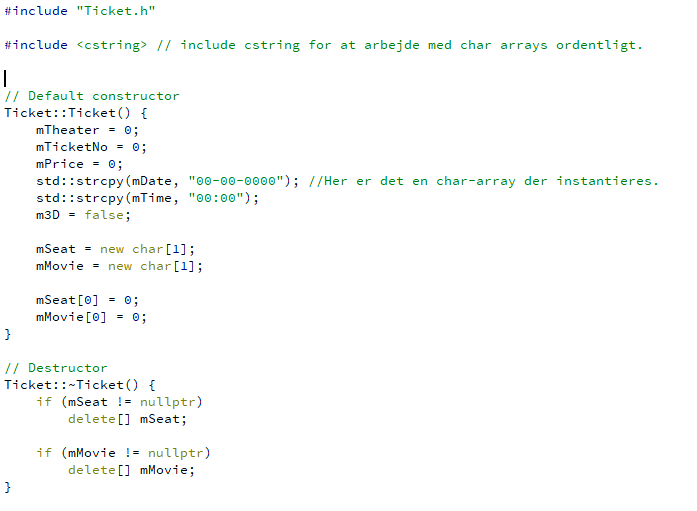 #include "Ticket.h"
#include <cstring> // include cstring for at arbejde med char arrays ordentligt.
// Default constructor
Ticket::Ticket() {
    mTheater = 0;
    mTicketNo = 0;
    mPrice = 0;
    std::strcpy(mDate, "00-00-0000"); //Her er det en char-array der instantieres.
    std::strcpy(mTime, "00:00");
    m3D = false;
    mSeat = new char[1];
    mMovie = new char[1];
    mSeat[0] = 0;
    mMovie[0] = 0;
}
// Destructor
Ticket::~Ticket() {
    if (mSeat != nullptr)
        delete[] mSeat;
    if (mMovie != nullptr)
        delete[] mMovie;
}